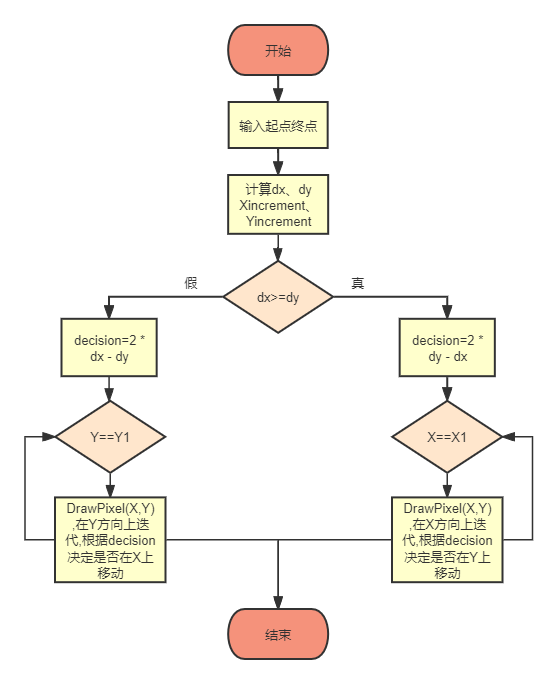 开始
输入起点终点
计算dx、dy
Xincrement、
Yincrement
假
dx>=dy
真
decision=2 *
dx - dy
decision=2 *
dy - dx
Y==Y1
X==X1
DrawPixel(X,Y)
,在Y方向上迭
代,根据decision
决定是否在X上
移动
DrawPixel(X,Y)
,在X方向上迭
代,根据decision
决定是否在Y上
移动
结束